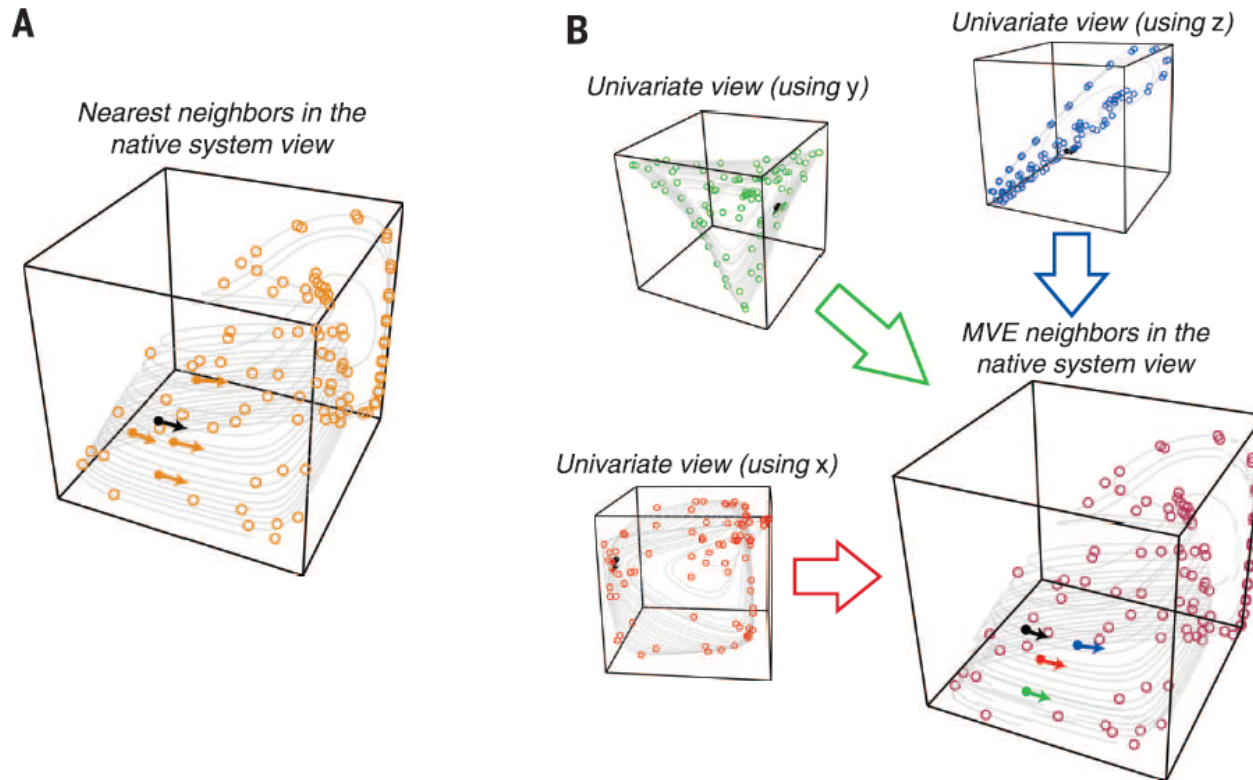 A
Nearest neighbors in the
native system view
B
Univariate view (using y)
Univariate view (using z)
MVE neighbors in the
native system view
Univariate view (using x)